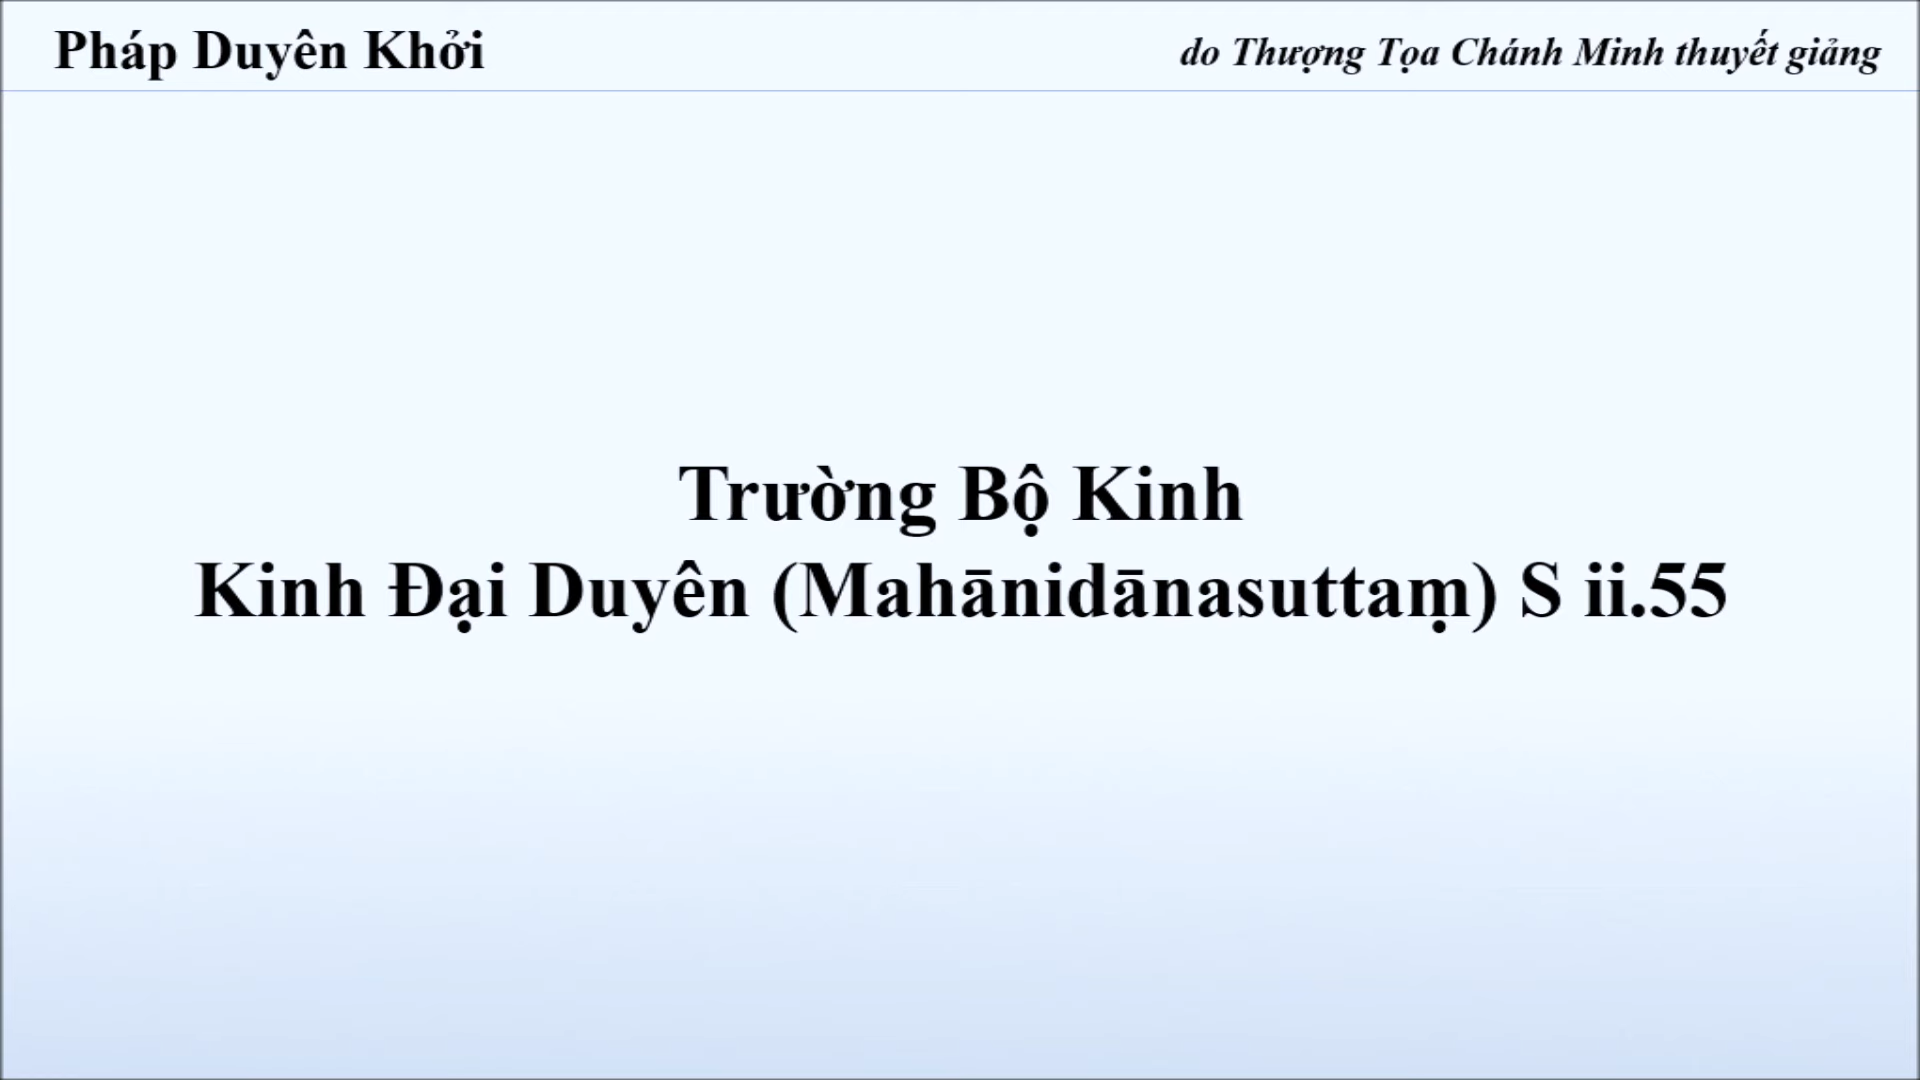 Pháp Duyên Khởi
do Thượng Tọa Chánh Minh thuyết giảng
Trường Bộ Kinh
Kinh Đại Duyên (Mahānidānasuttaṃ) S ii.55